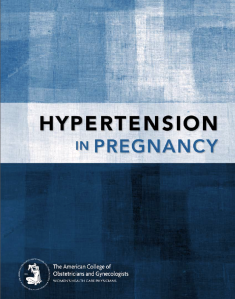 HYPERTENSION
IN PREGNANCY
The American College of
Obstetricians and Gynecologists
WOMEN'S HEALTH CARE PHYSICIANS